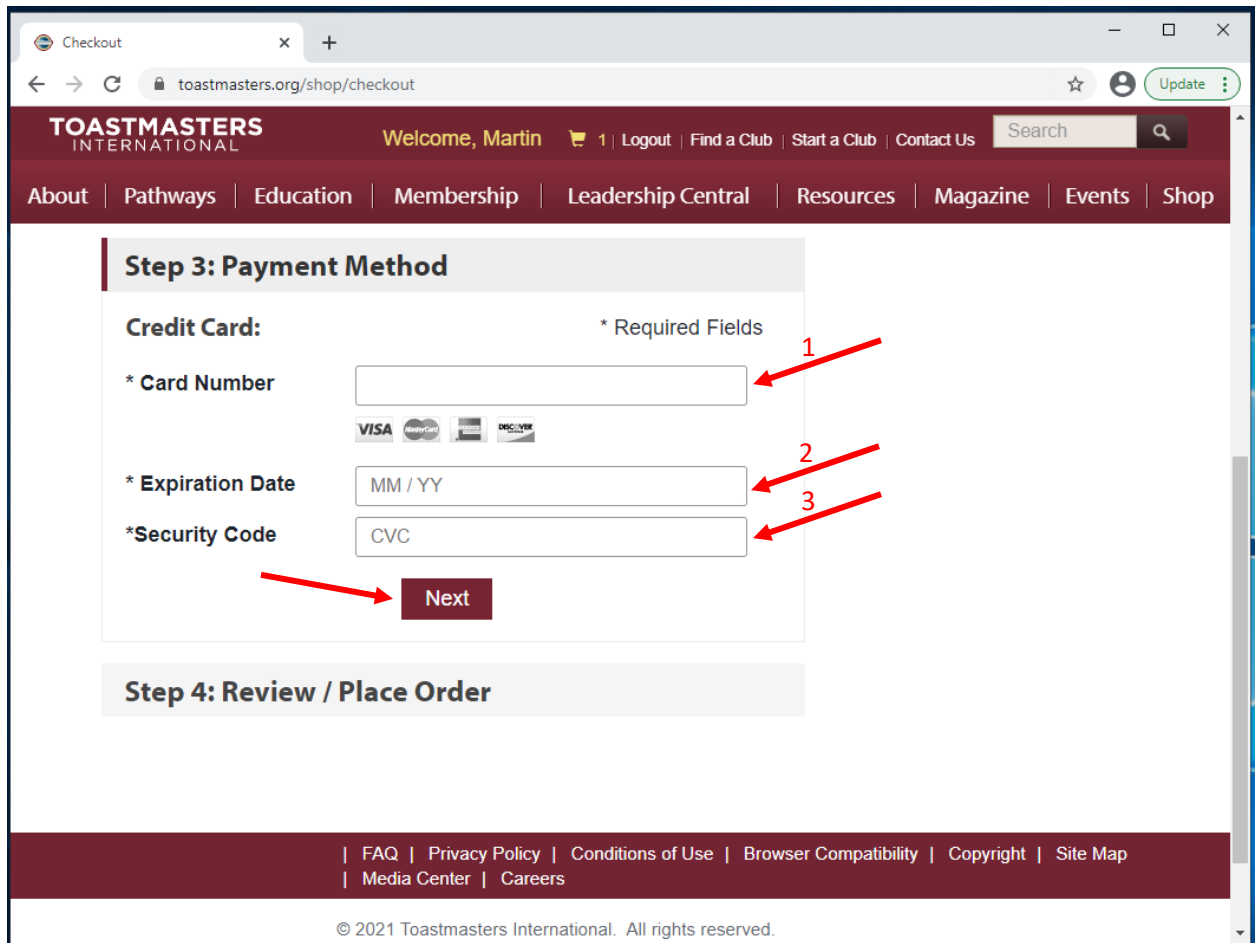 Checkout
toastmasters.org/shop/checkout
Update
TOASTMASTERS
INTERNATIONAL
Welcome, Martin 1 | Logout | Find a Club | Start a Club | Contact Us Search
About | Pathways | Education | Membership | Leadership Central | Resources | Magazine | Events | Shop
Step 3: Payment Method
Credit Card: * Required Fields
1
* Card Number
VISA MasterCard DISCOVER
2
* Expiration Date MM / YY
3
*Security Code CVC
Next
Step 4: Review / Place Order
| FAQ | Privacy Policy | Conditions of Use | Browser Compatibility | Copyright | Site Map
| Media Center | Careers
© 2021 Toastmasters International. All rights reserved.